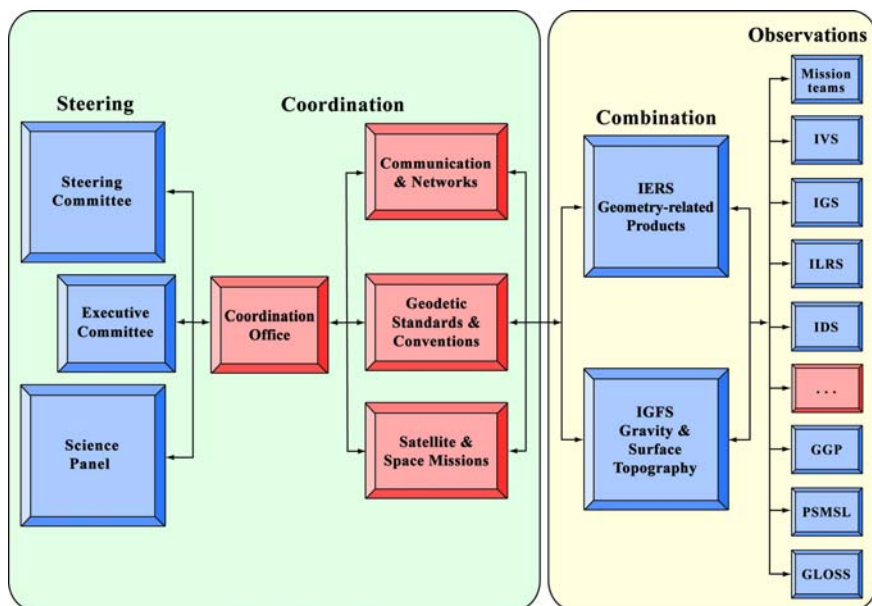 Steering
Steering
Committee
Executive
Committee
Science
Panel
Coordination
Coordination
Office
Communication
& Networks
Geodetic
Standards &
Conventions
Satellite &
Space Missions
Combination
IERS
Geometry-related
Products
IGFS
Gravity &
Surface
Topography
Observations
Mission
teams
IVS
IGS
ILRS
IDS
. . .
GGP
PSMSL
GLOSS